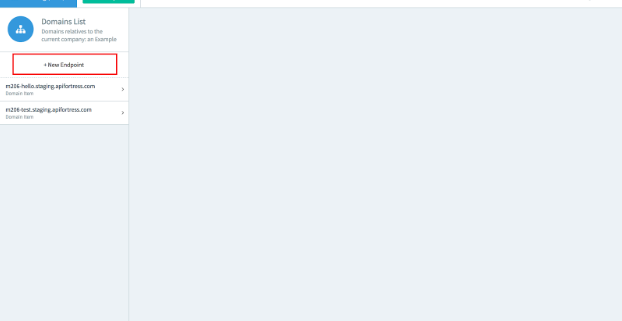 Domains List
Domains relatives to the
current company: an Example
+ New Endpoint
m206-hello.staging.apifortress.com
Domain Item
m206-test.staging.apifortress.com
Domain Item